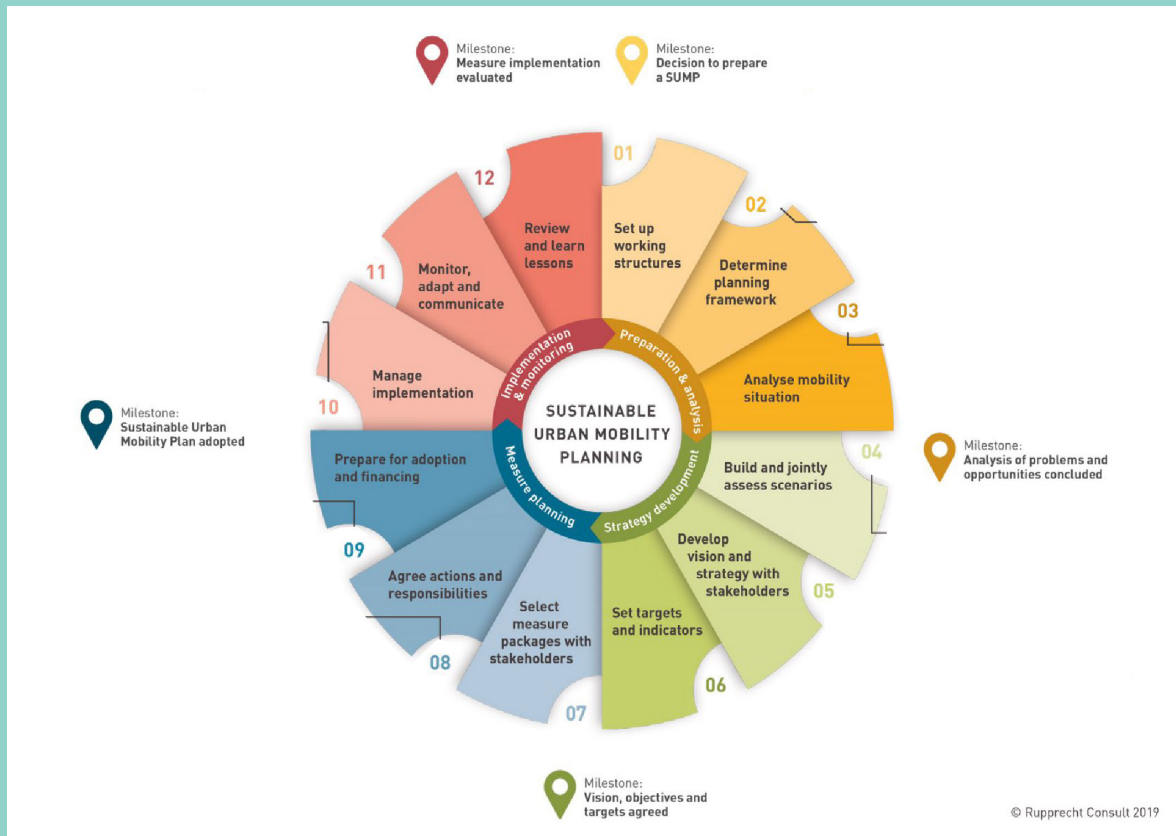 Milestone:
Measure implementation
evaluated
Milestone:
Decision to prepare
a SUMP
01
Set up
working
structures
02
Determine
planning
framework
03
Analyse mobility
situation
Milestone:
Analysis of problems and
opportunities concluded
04
Build and jointly
assess scenarios
05
Develop
vision and
strategy with
stakeholders
06
Set targets
and indicators
Milestone:
Vision, objectives and
targets agreed
07
Select
measure
packages with
stakeholders
08
Agree actions and
responsibilities
09
Prepare for adoption
and financing
Milestone:
Sustainable Urban
Mobility Plan adopted
10
Manage
implementation
11
Monitor,
adapt and
communicate
12
Review
and learn
lessons
Preparation & analysis
Strategy development
Measure planning
Implementation
& monitoring
SUSTAINABLE
URBAN MOBILITY
PLANNING
© Rupprecht Consult 2019